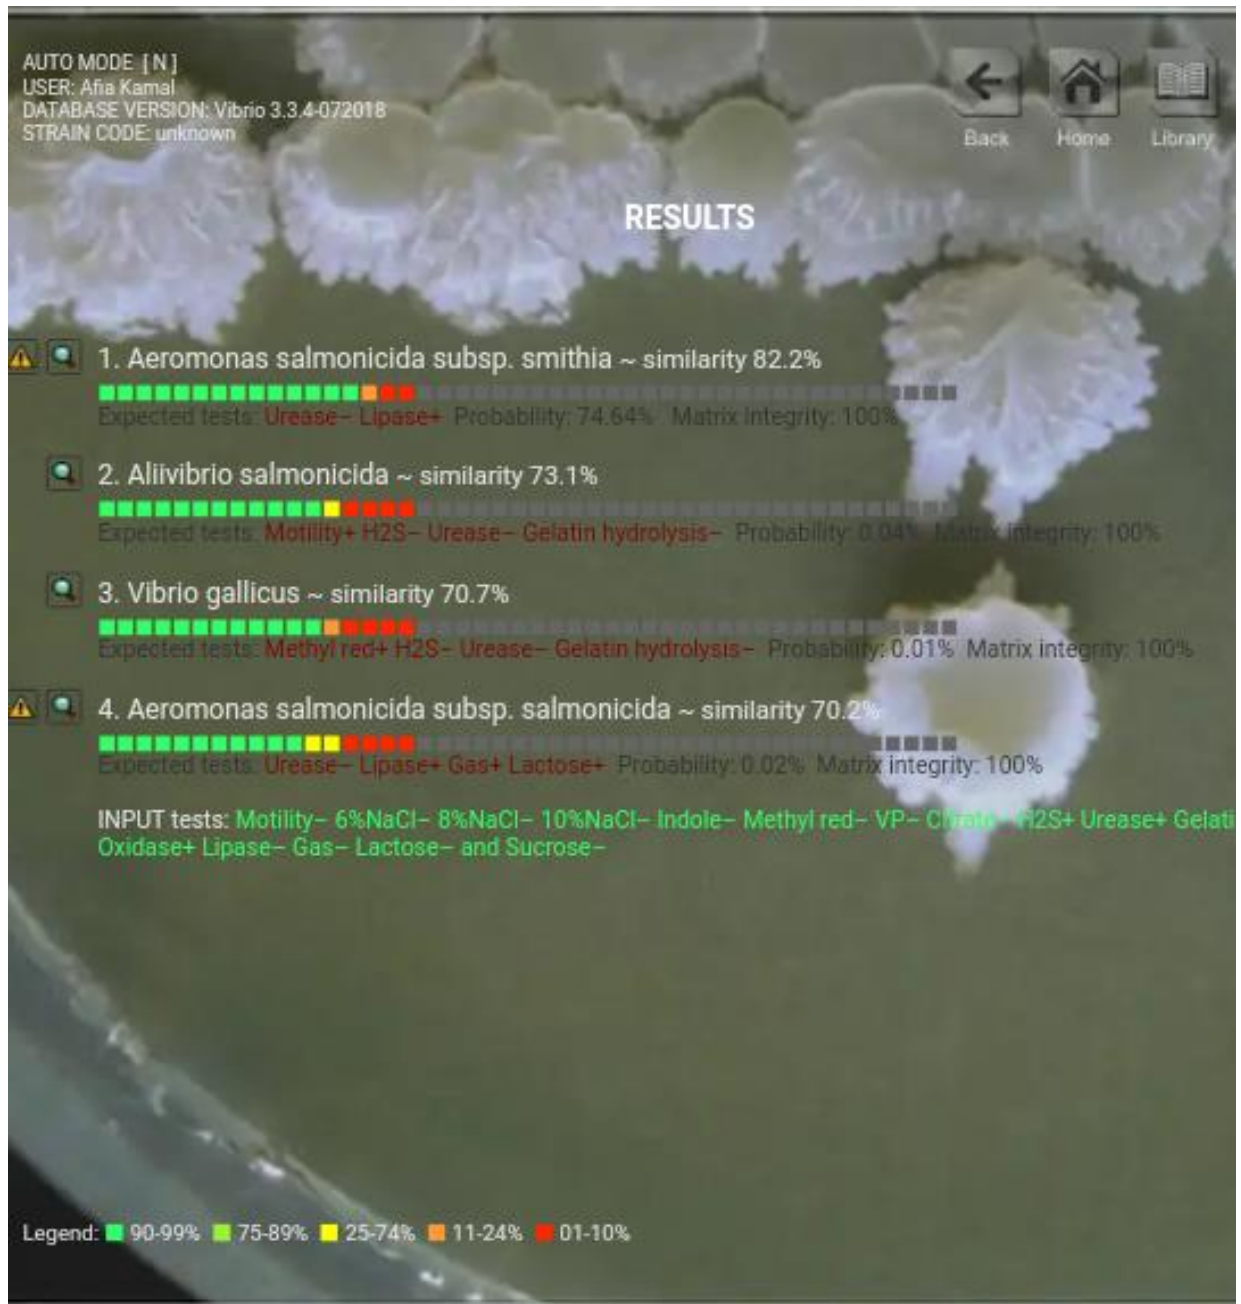 AUTO MODE [ N ]
USER: Afia Kamal
DATABASE VERSION: Vibrio 3.3.4-072018
STRAIN CODE: unknown
Back Home Library
RESULTS
1. Aeromonas salmonicida subsp. smithia ~ similarity 82.2%
Expected tests: Urease− Lipase+ Probability: 74.64% Matrix integrity: 100%
2. Aliivibrio salmonicida ~ similarity 73.1%
Expected tests: Motility+ H2S− Urease− Gelatin hydrolysis− Probability: 0.04% Matrix integrity: 100%
3. Vibrio gallicus ~ similarity 70.7%
Expected tests: Methyl red+ H2S− Urease− Gelatin hydrolysis− Probability: 0.01% Matrix integrity: 100%
4. Aeromonas salmonicida subsp. salmonicida ~ similarity 70.2%
Expected tests: Urease− Lipase+ Gas+ Lactose+ Probability: 0.02% Matrix integrity: 100%
INPUT tests: Motility− 6%NaCl− 8%NaCl− 10%NaCl− Indole− Methyl red− VP− Citrate− H2S+ Urease+ Gelati
Oxidase+ Lipase− Gas− Lactose− and Sucrose−
Legend: 90-99% 75-89% 25-74% 11-24% 01-10%